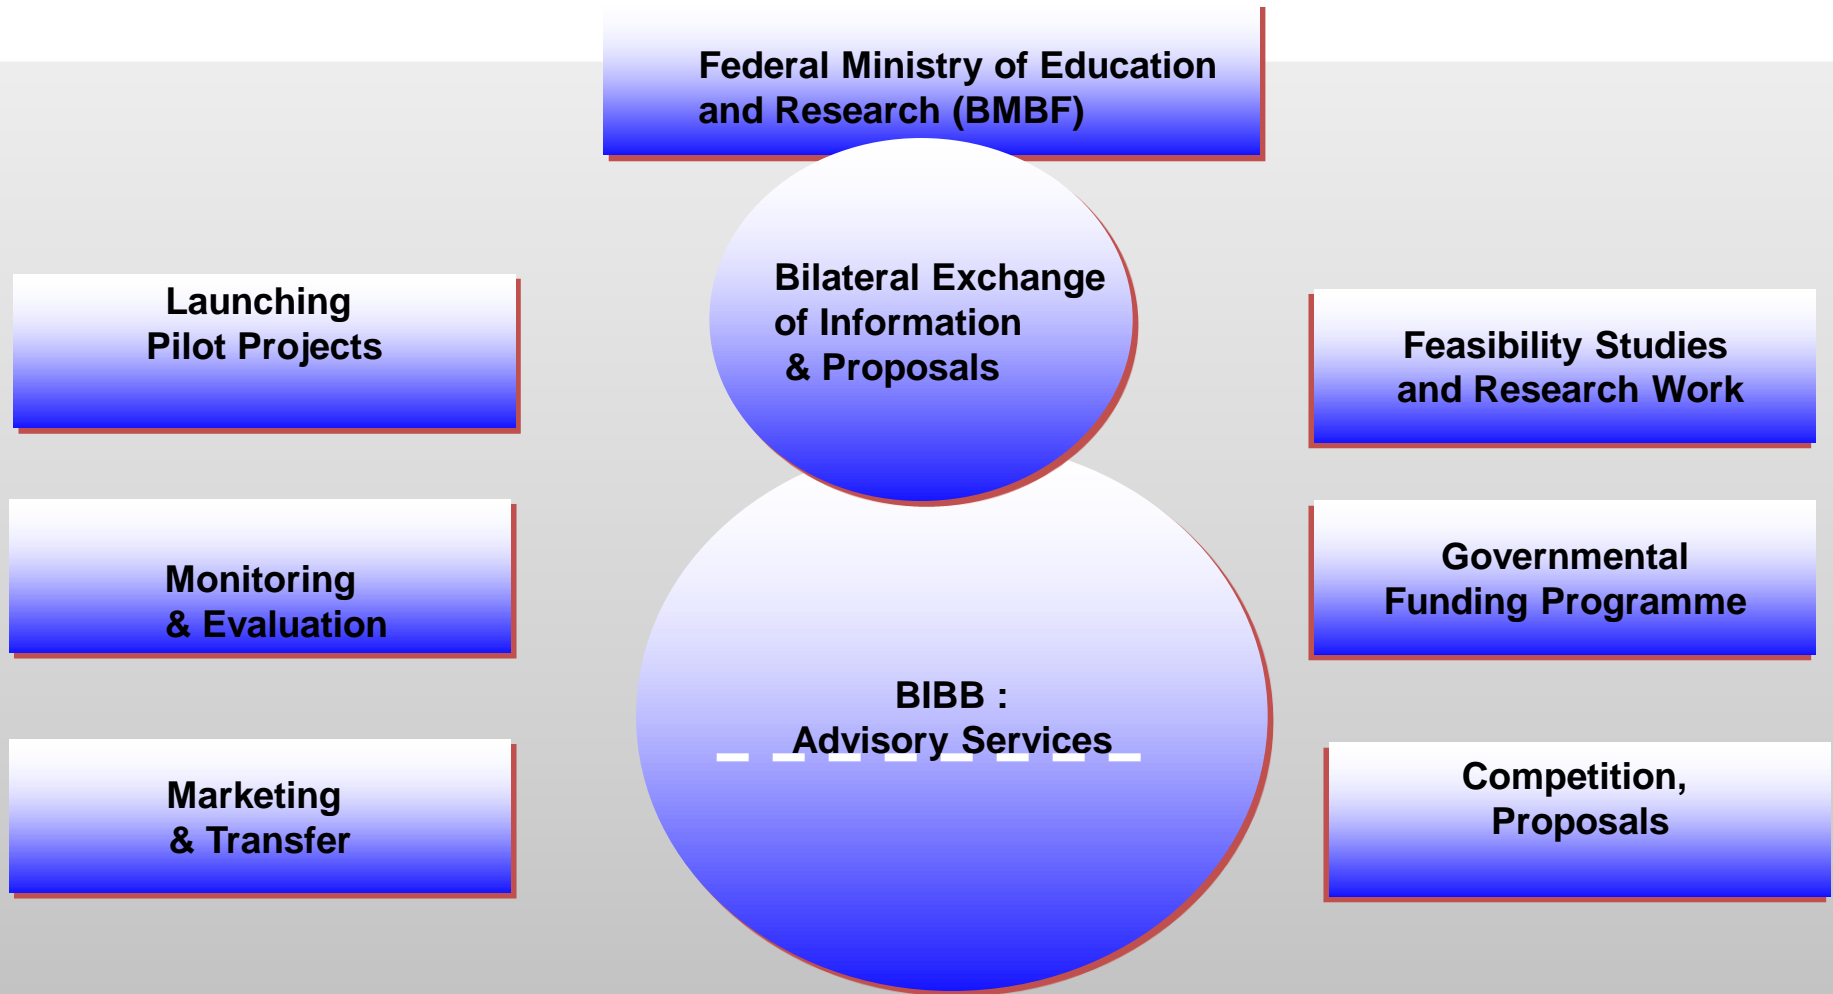 Federal Ministry of Education
and Research (BMBF)
Bilateral Exchange
of Information
& Proposals
Launching
Pilot Projects
Feasibility Studies
and Research Work
Monitoring
& Evaluation
Governmental
Funding Programme
BIBB :
Advisory Services
Marketing
& Transfer
Competition,
Proposals